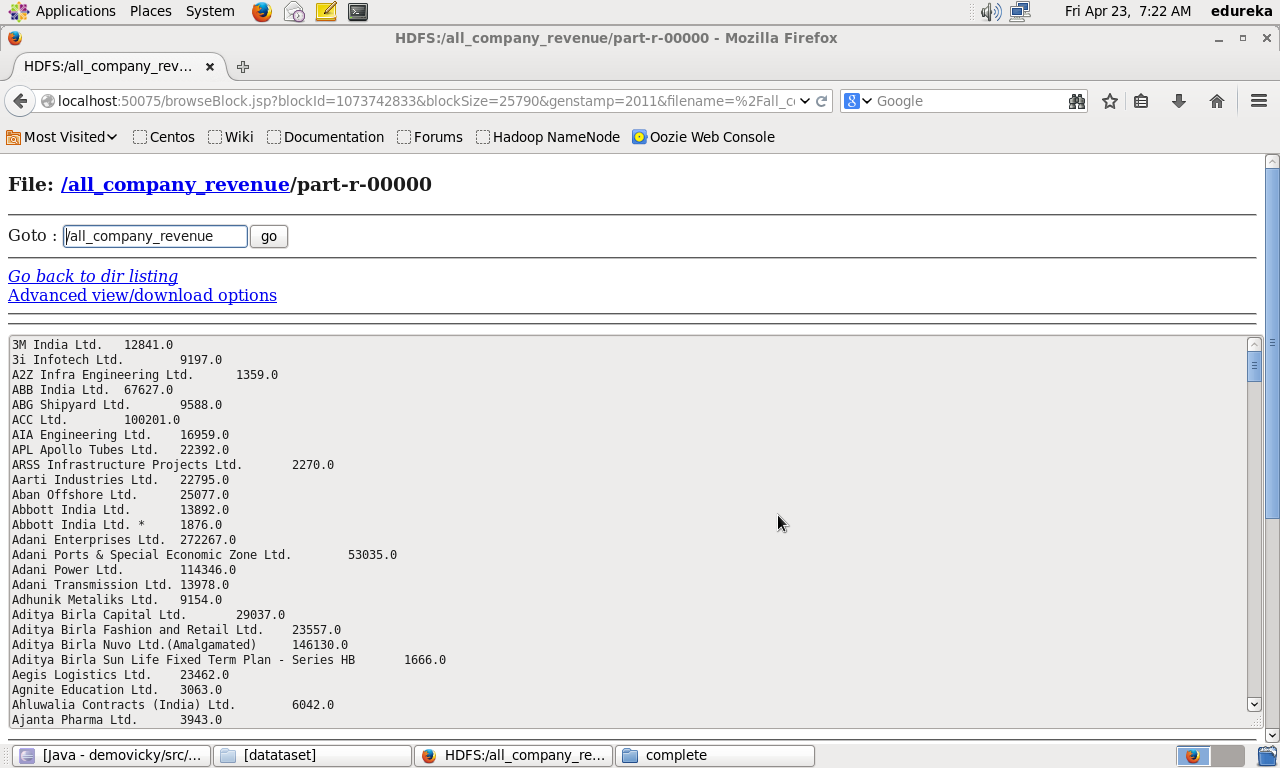 Applications Places System Fri Apr 23, 7:22 AM edureka
HDFS:/all_company_revenue/part-r-00000 - Mozilla Firefox
HDFS:/all_company_rev...
localhost:50075/browseBlock.jsp?blockId=1073742833&blockSize=25790&genstamp=2011&filename=%2Fall_co Google
Most Visited Centos Wiki Documentation Forums Hadoop NameNode Oozie Web Console
File: /all_company_revenue/part-r-00000
Goto : /all_company_revenue go
Go back to dir listing
Advanced view/download options
3M India Ltd. 12841.0
3i Infotech Ltd. 9197.0
A2Z Infra Engineering Ltd. 1359.0
ABB India Ltd. 67627.0
ABG Shipyard Ltd. 9588.0
ACC Ltd. 100201.0
AIA Engineering Ltd. 16959.0
APL Apollo Tubes Ltd. 22392.0
ARSS Infrastructure Projects Ltd. 2270.0
Aarti Industries Ltd. 22795.0
Aban Offshore Ltd. 25077.0
Abbott India Ltd. 13892.0
Abbott India Ltd. * 1876.0
Adani Enterprises Ltd. 272267.0
Adani Ports & Special Economic Zone Ltd. 53035.0
Adani Power Ltd. 114346.0
Adani Transmission Ltd. 13978.0
Adhunik Metaliks Ltd. 9154.0
Aditya Birla Capital Ltd. 29037.0
Aditya Birla Fashion and Retail Ltd. 23557.0
Aditya Birla Nuvo Ltd.(Amalgamated) 146130.0
Aditya Birla Sun Life Fixed Term Plan - Series HB 1666.0
Aegis Logistics Ltd. 23462.0
Agnite Education Ltd. 3063.0
Ahluwalia Contracts (India) Ltd. 6042.0
Ajanta Pharma Ltd. 3943.0
[Java - demovicky/src/... [datataset] HDFS:/all_company_re... complete